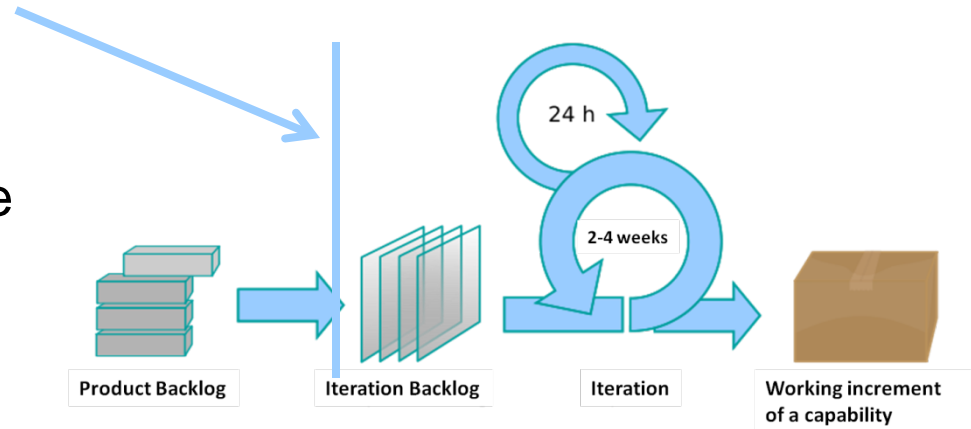 24 h
e
2-4 weeks
Product Backlog
Iteration Backlog
Iteration
Working increment
of a capability